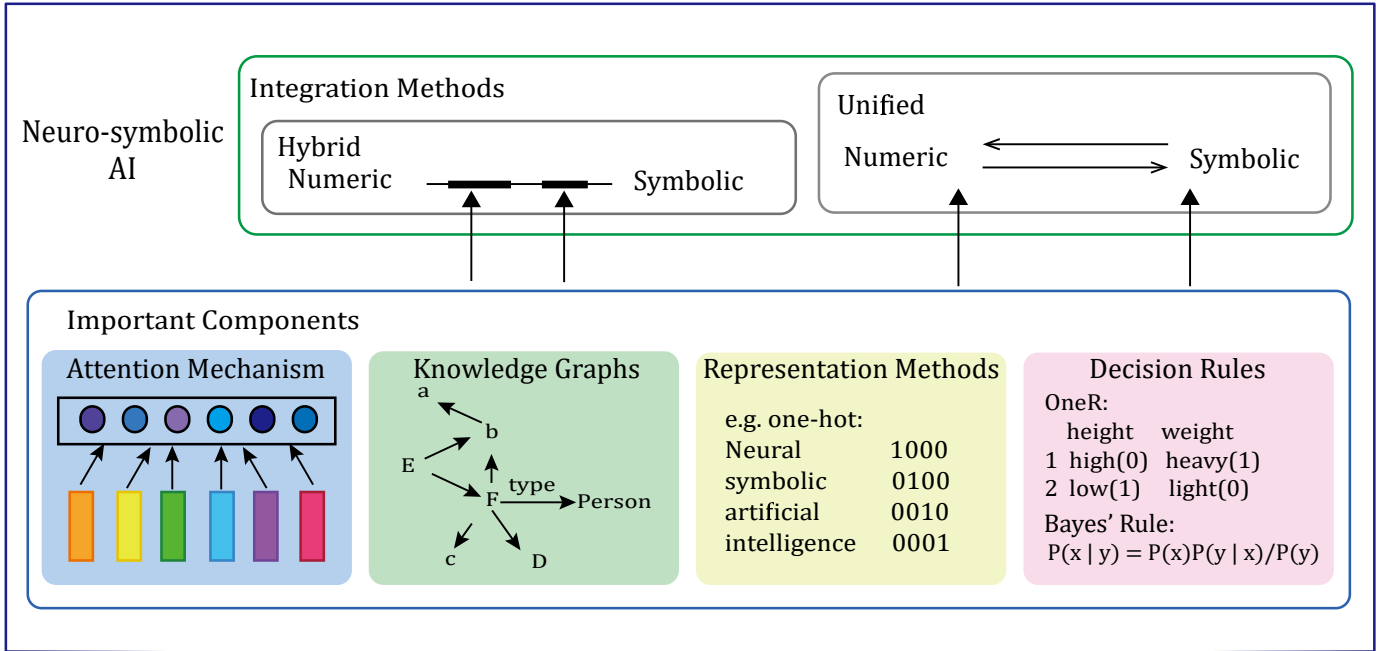 Neuro-symbolic
AI
Integration Methods
Hybrid
Numeric
Symbolic
Unified
Numeric
Symbolic
Important Components
Attention Mechanism
Knowledge Graphs
a
b
E
F
type
Person
c
D
Representation Methods
e.g. one-hot:
Neural 1000
symbolic 0100
artificial 0010
intelligence 0001
Decision Rules
OneR:
height weight
1 high(0) heavy(1)
2 low(1) light(0)
Bayes’ Rule:
P(x | y) = P(x)P(y | x)/P(y)